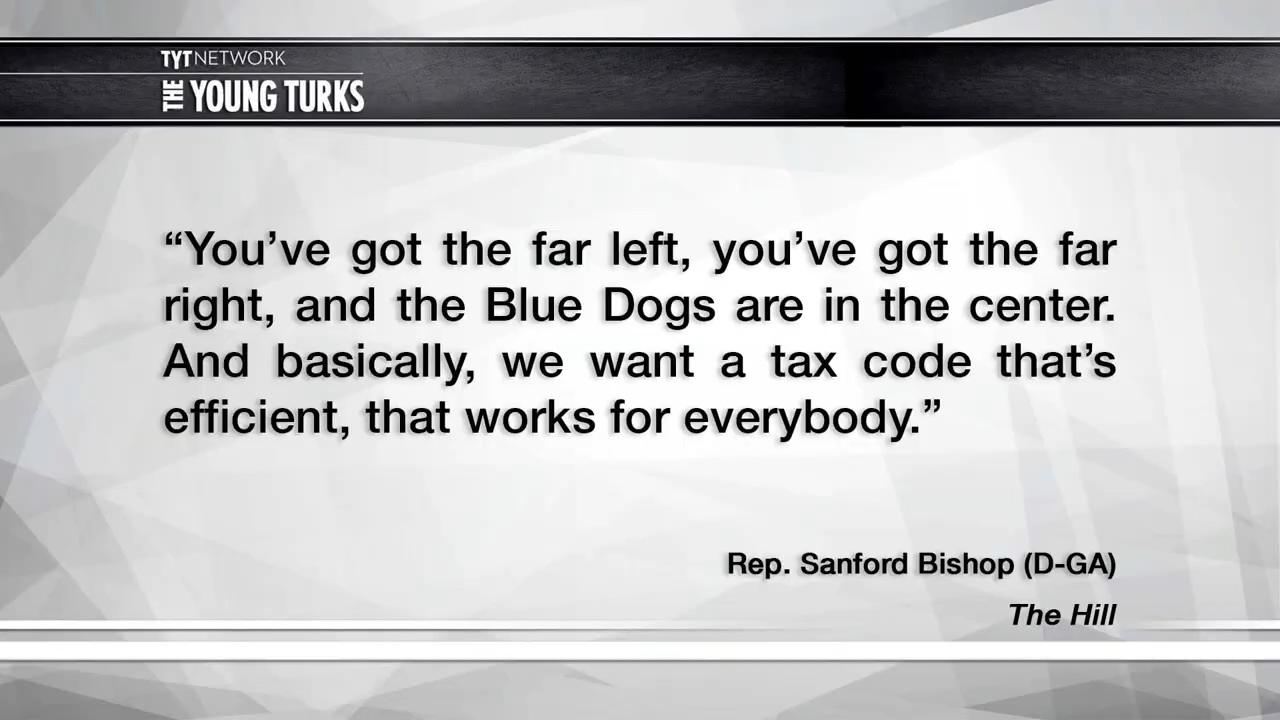 TYT NETWORK
THE YOUNG TURKS
“You’ve got the far left, you’ve got the far
right, and the Blue Dogs are in the center.
And basically, we want a tax code that’s
efficient, that works for everybody.”
Rep. Sanford Bishop (D-GA)
The Hill